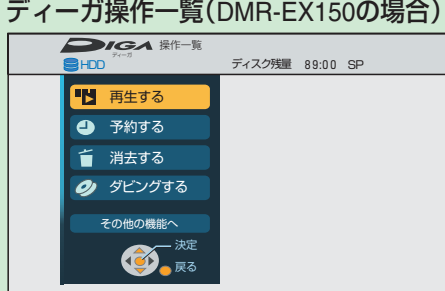 ディーガ操作一覧(DMR-EX150の場合)
DIGA 操作一覧
ディーガ
HDD ディスク残量 89:00 SP
再生する
予約する
消去する
ダビングする
その他の機能へ
決定
戻る